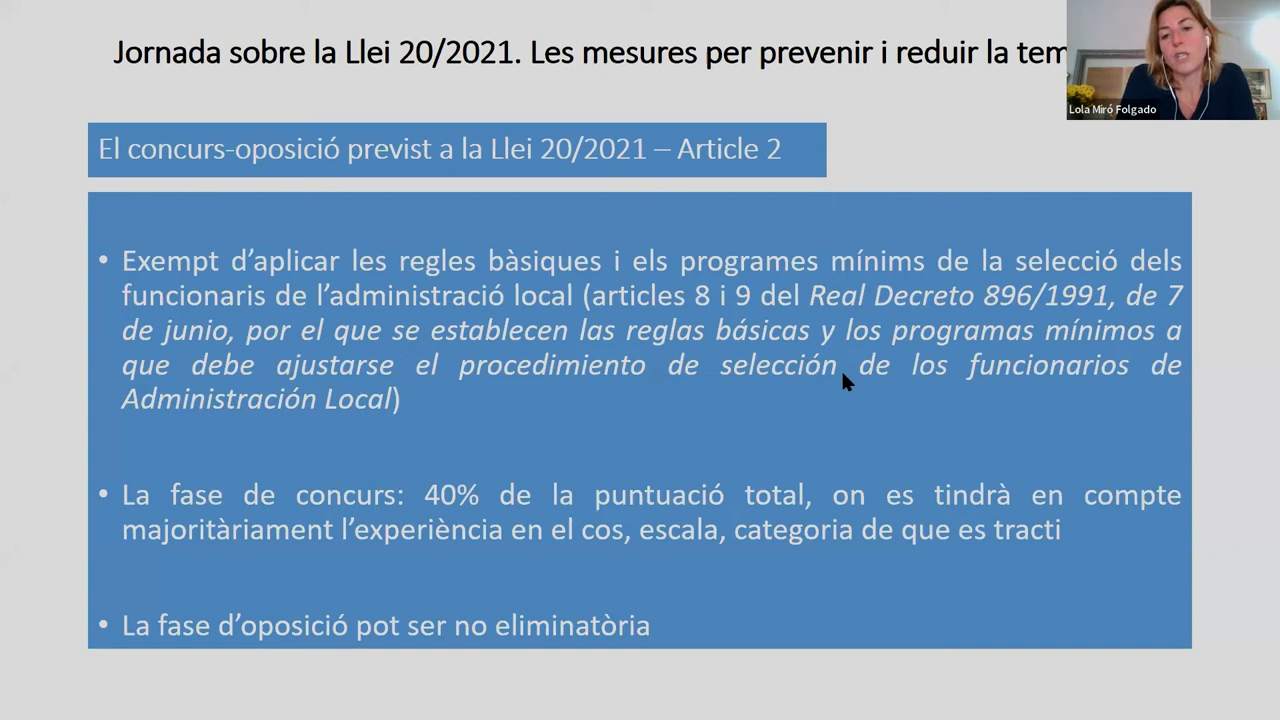 Jornada sobre la Llei 20/2021. Les mesures per prevenir i reduir la
Lola Miró Folgado
El concurs-oposició previst a la Llei 20/2021 – Article 2
• Exempt d’aplicar les regles bàsiques i els programes mínims de la selecció dels
funcionaris de l’administració local (articles 8 i 9 del Real Decreto 896/1991, de 7
de junio, por el que se establecen las reglas básicas y los programas mínimos a
que debe ajustarse el procedimiento de selección de los funcionarios de
Administración Local)
• La fase de concurs: 40% de la puntuació total, on es tindrà en compte
majoritàriament l’experiència en el cos, escala, categoria de que es tracti
• La fase d’oposició pot ser no eliminatòria